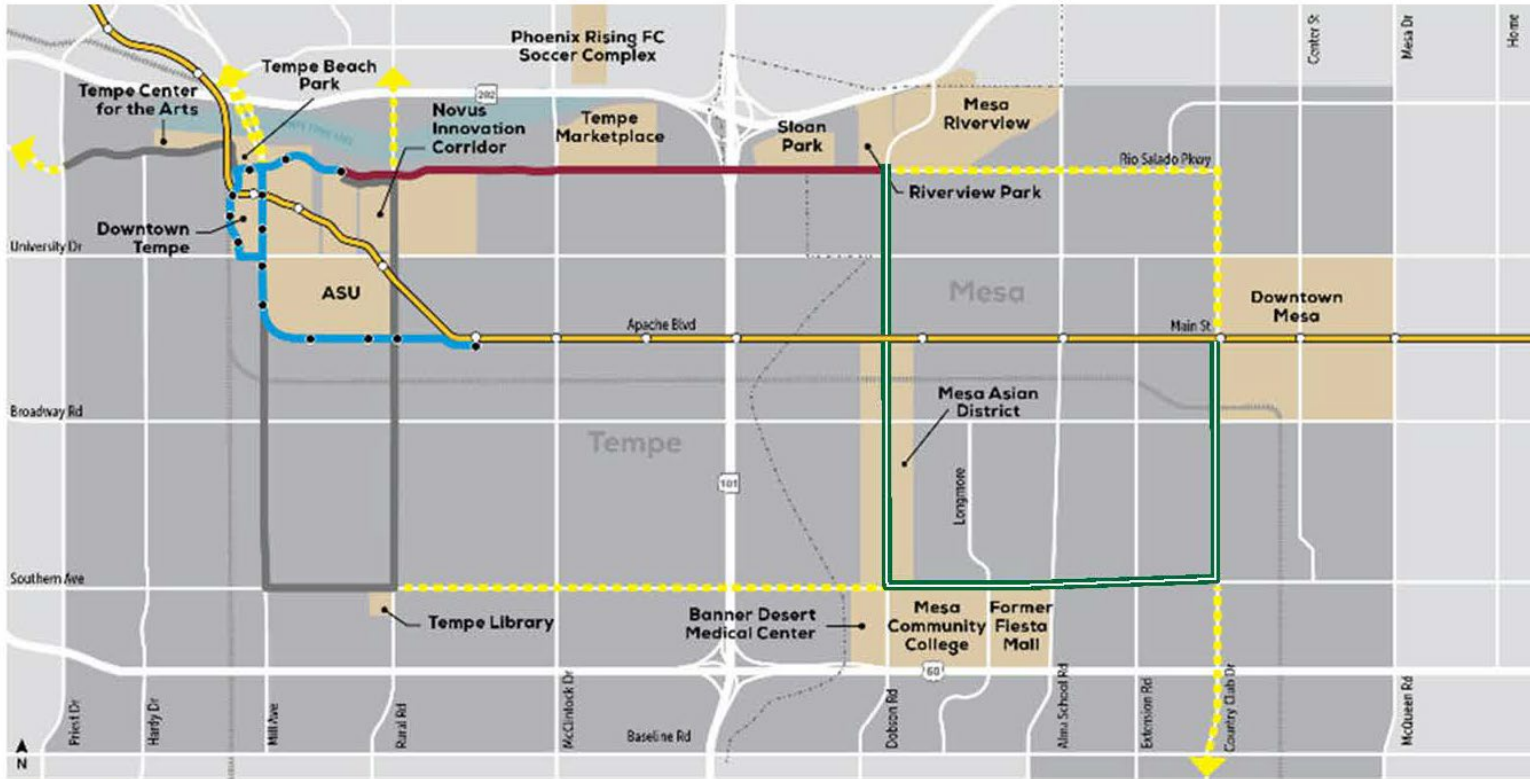 Phoenix Rising FC
Soccer Complex
Center St
Mesa Dr
Home
Tempe Beach
Park
Tempe Center
for the Arts
202
Novus
Innovation
Corridor
Tempe
Marketplace
Sloan
Park
Mesa
Riverview
Rio Salado Pkwy
Riverview Park
Downtown
Tempe
University Dr
ASU
Mesa
Downtown
Mesa
Apache Blvd
Main St
Mesa Asian
District
Broadway Rd
Tempe
101
Longmore
Southern Ave
Tempe Library
Banner Desert
Medical Center
Mesa
Community
College
Former
Fiesta
Mall
60
Priest Dr
Hardy Dr
Mill Ave
Rural Rd
McClintock Dr
Baseline Rd
Dobson Rd
Alma School Rd
Extension Rd
Country Club Dr
McQueen Rd
N